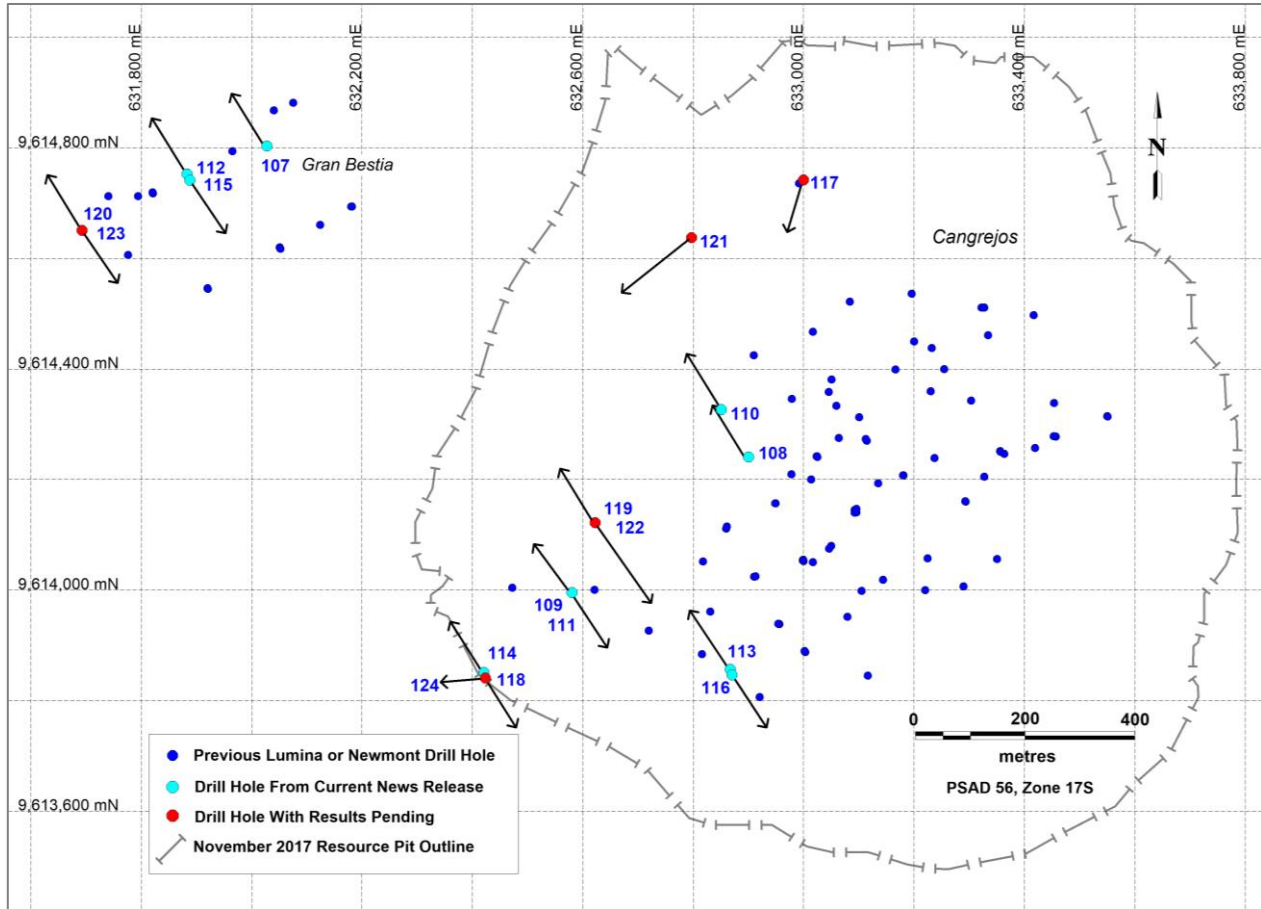 631,800 mE
632,200 mE
632,600 mE
633,000 mE
633,400 mE
633,800 mE
9,614,800 mN
107
Gran Bestia
112
115
120
123
117
N
121
Cangrejos
9,614,400 mN
110
108
119
122
9,614,000 mN
109
111
114
118
124
113
116
0 200 400
metres
PSAD 56, Zone 17S
9,613,600 mN
Previous Lumina or Newmont Drill Hole
Drill Hole From Current News Release
Drill Hole With Results Pending
November 2017 Resource Pit Outline